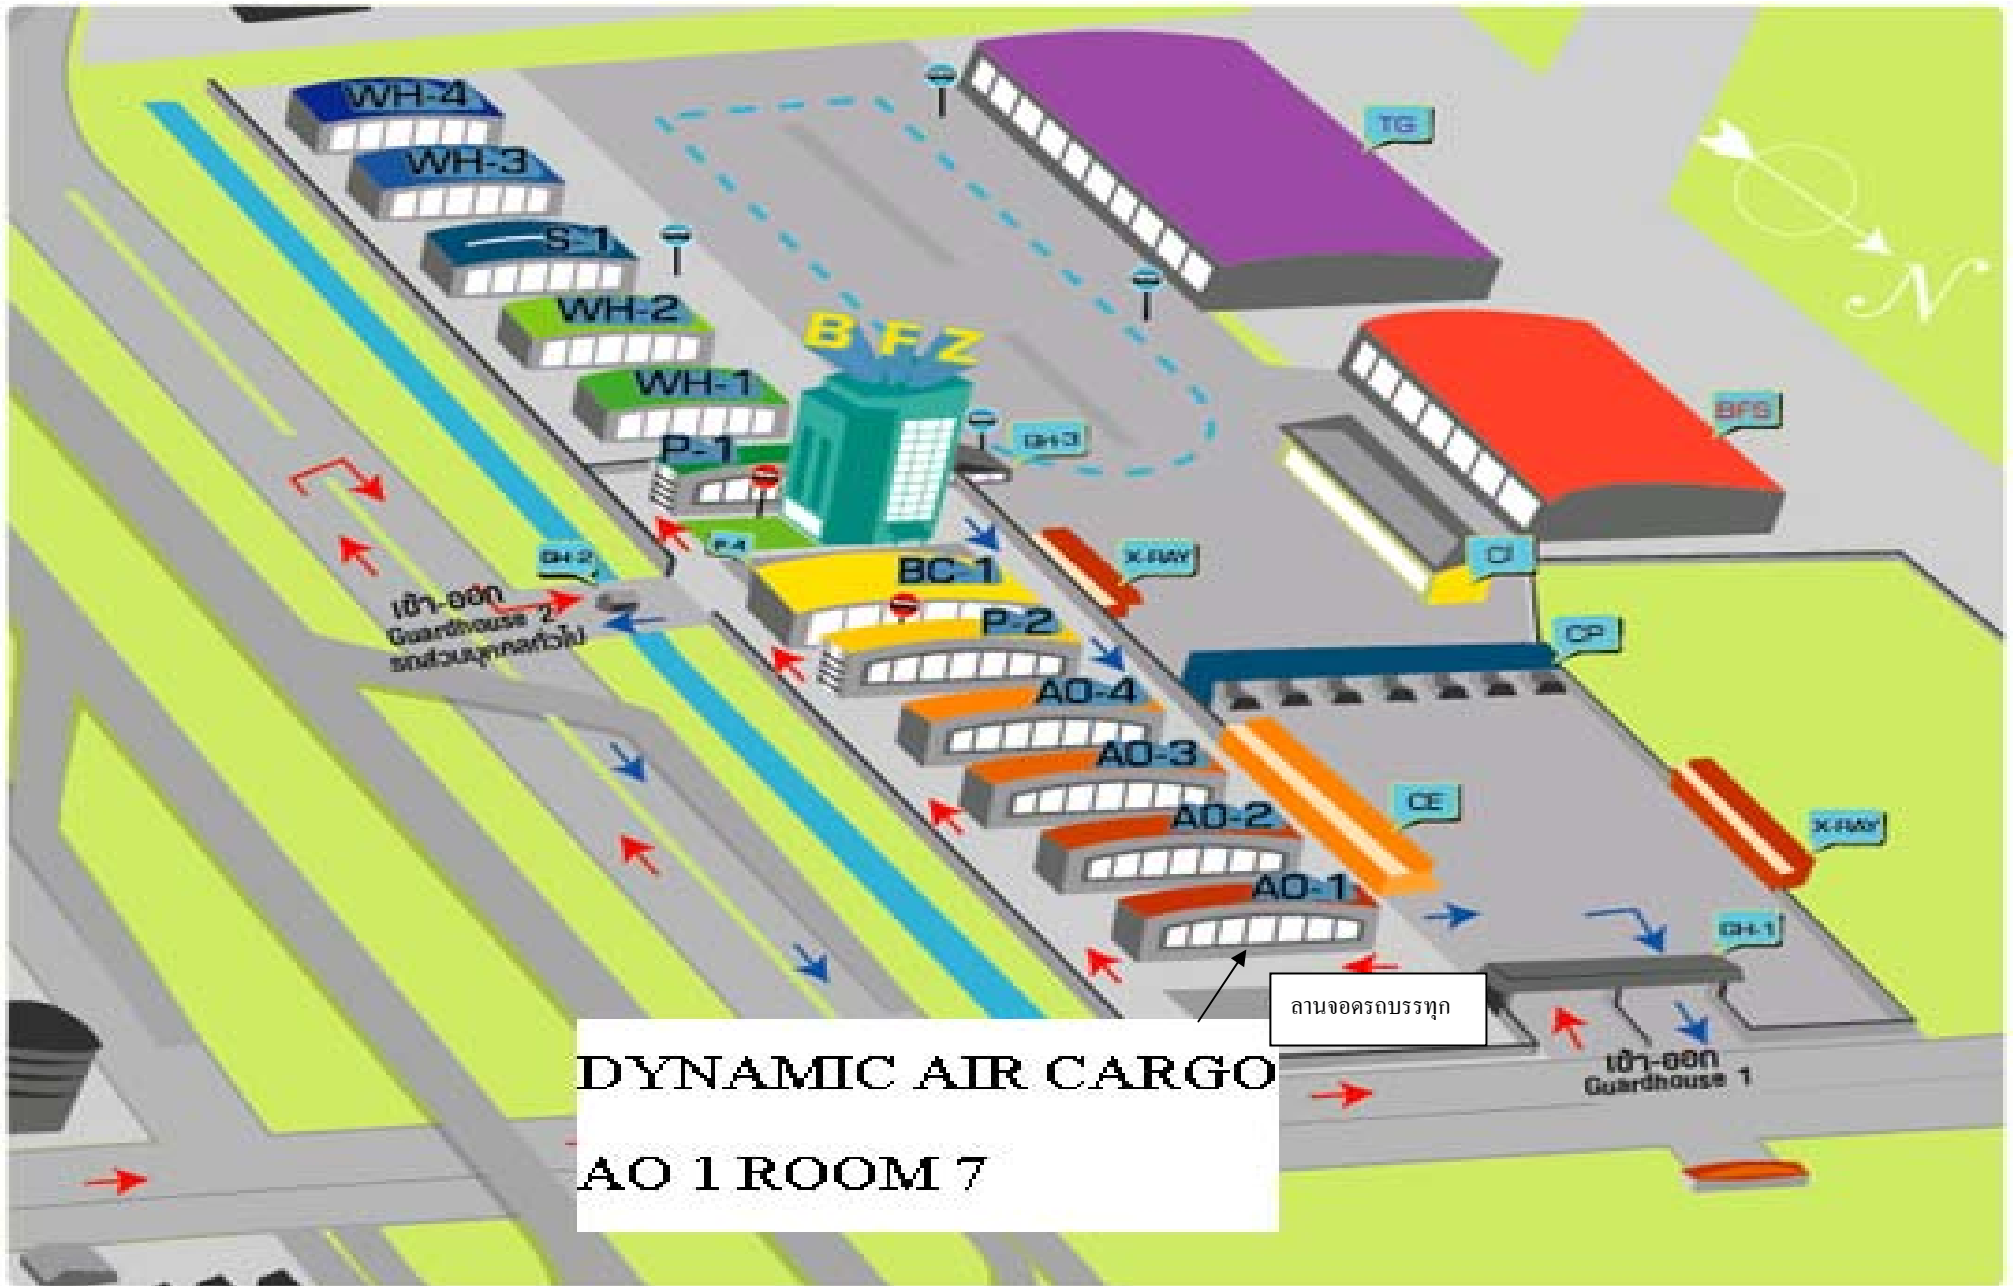 WH-4
TG
WH-3
S-1
N
WH-2
B F Z
WH-1
BFS
P-1
GH-3
P-4
GH-2
X-RAY
CI
BC-1
เข้า-ออก
Guardhouse 2
รถส่วนบุคคลทั่วไป
P-2
CP
AO-4
AO-3
CE
AO-2
X-RAY
AO-1
GH-1
ลานจอดรถบรรทุก
เข้า-ออก
Guardhouse 1
DYNAMIC AIR CARGO
AO 1 ROOM 7